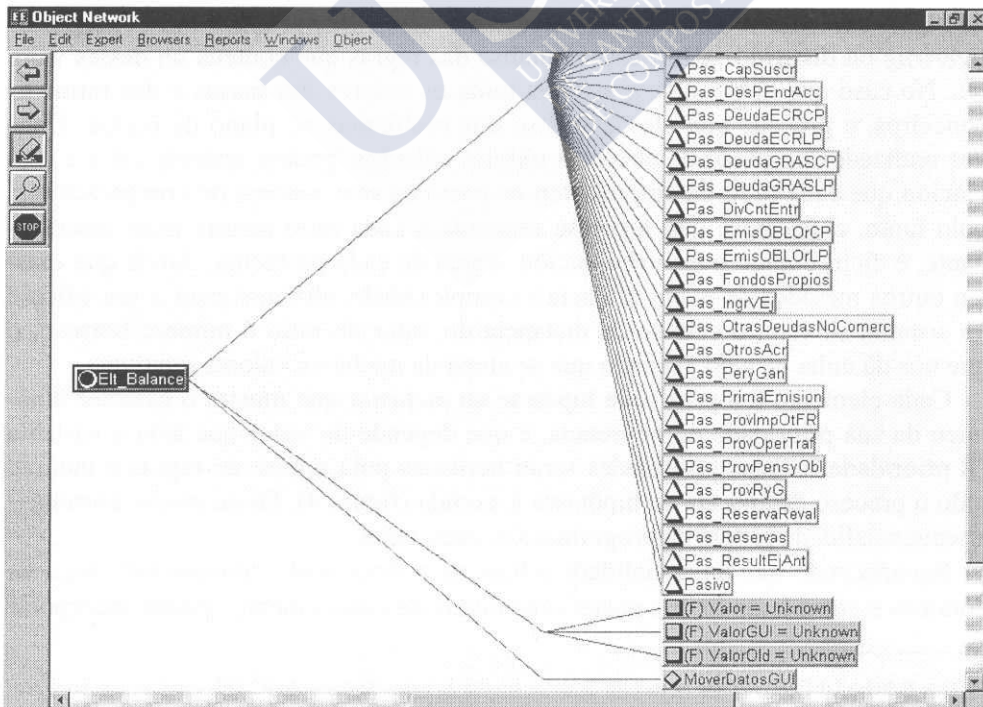 Object Network
File Edit Expert Browsers Reports Windows Object
Pas_CapSuscr
Pas_DesPEndAcc
Pas_DeudaECRCP
Pas_DeudaECRLP
Pas_DeudaGRASCP
Pas_DeudaGRASLP
Pas_DivCntEntr
Pas_EmisOBLOrCP
Pas_EmisOBLOrLP
Pas_FondosPropios
Pas_IngrVEj
Pas_OtrasDeudasNoComerc
Pas_OtrosAcr
Pas_PeryGan
Pas_PrimaEmision
Pas_ProvImpOtFR
Pas_ProvOperTraf
Pas_ProvPensyObl
Pas_ProvRyG
Pas_ReservaReval
Pas_Reservas
Pas_ResultEjAnt
Pasivo
(F) Valor = Unknown
(F) ValorGUI = Unknown
(F) ValorOld = Unknown
MoverDatosGUI
Elt_Balance
STOP